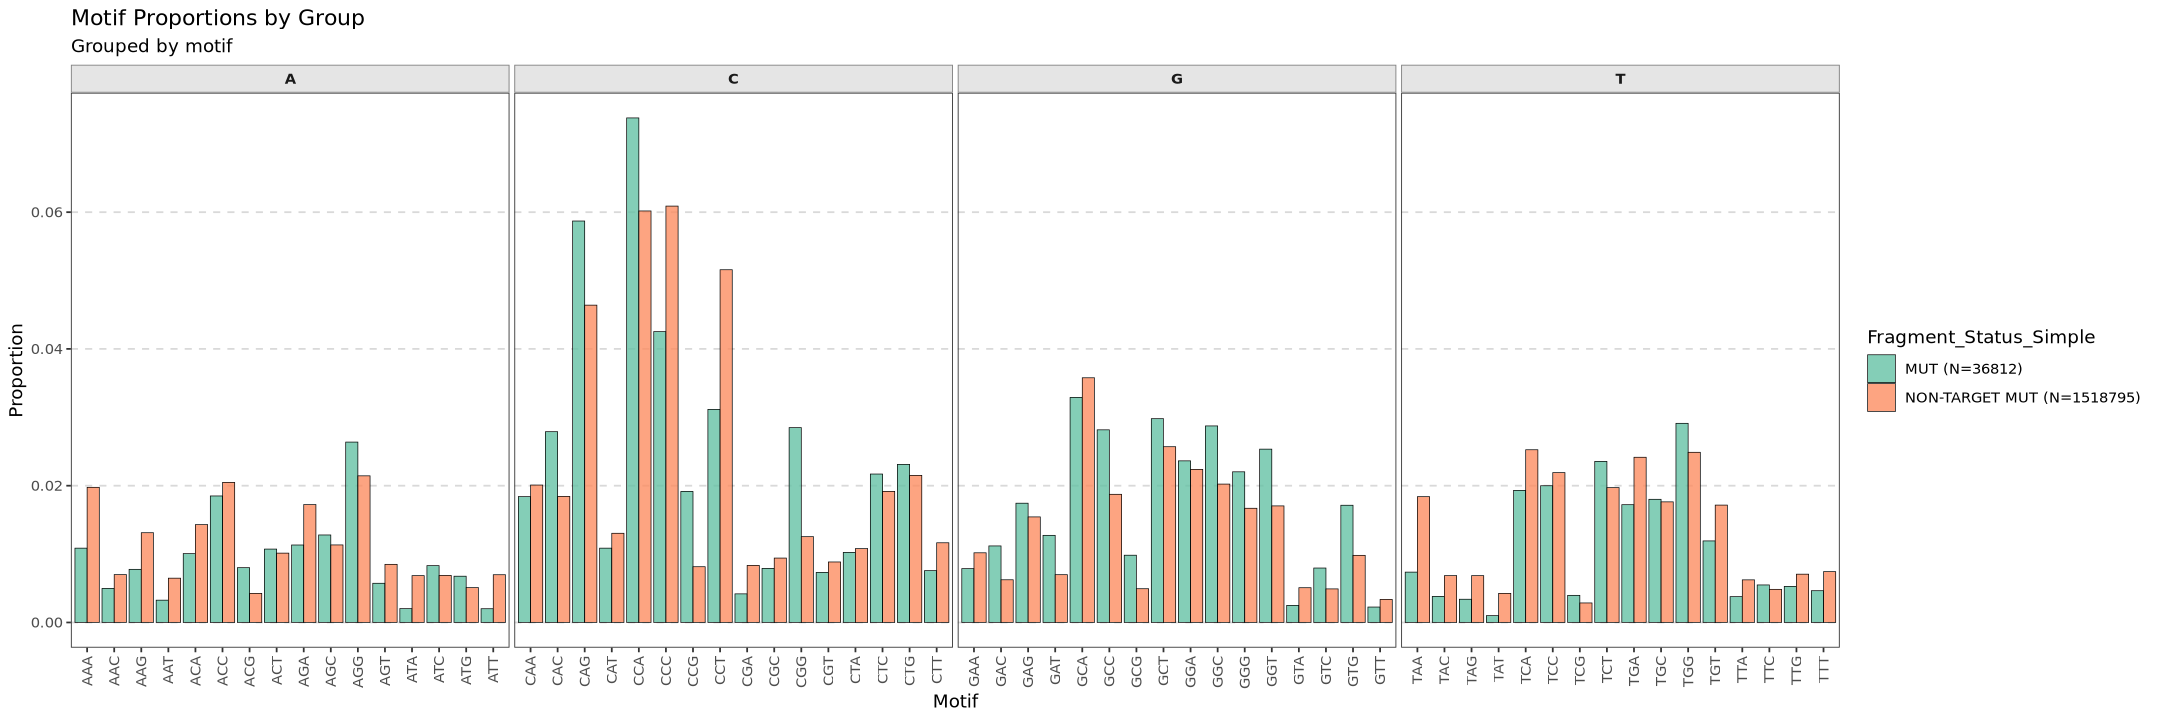 Motif Proportions by Group
Grouped by motif
A C G T
Proportion
0.06
0.04
0.02
0.00
AAA AAC AAG AAT ACA ACC ACG ACT AGA AGC AGG AGT ATA ATC ATG ATT CAA CAC CAG CAT CCA CCC CCG CCT CGA CGC CGG CGT CTA CTC CTG CTT GAA GAC GAG GAT GCA GCC GCG GCT GGA GGC GGG GGT GTA GTC GTG GTT TAA TAC TAG TAT TCA TCC TCG TCT TGA TGC TGG TGT TTA TTC TTG TTT
Motif
Fragment_Status_Simple
MUT (N=36812)
NON-TARGET MUT (N=1518795)